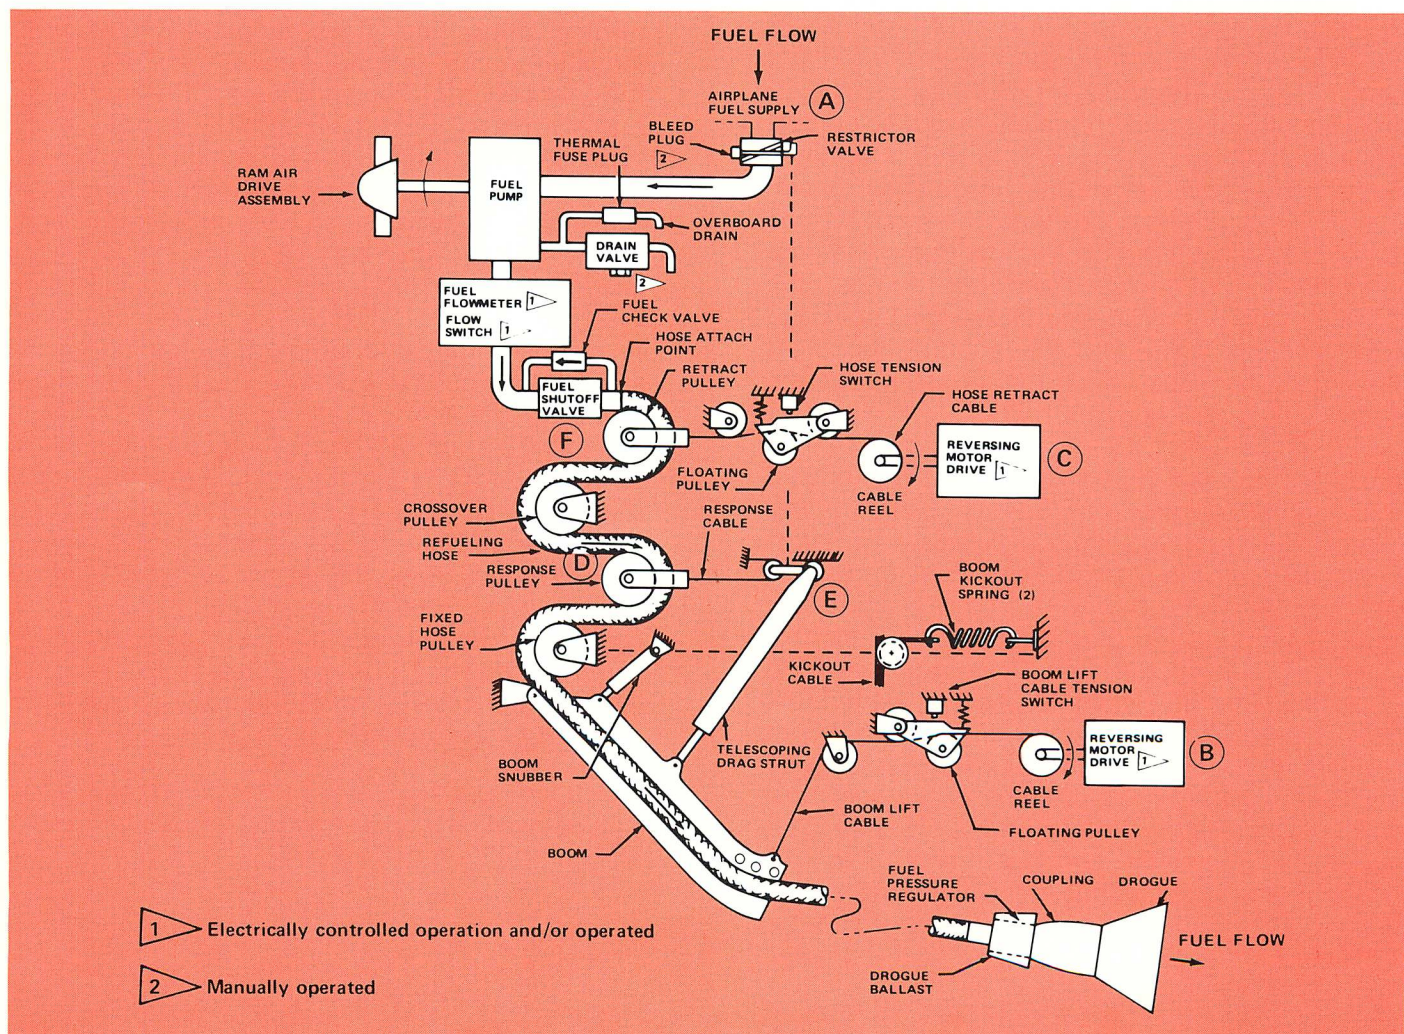 FUEL FLOW
AIRPLANE
FUEL SUPPLY
A
BLEED
PLUG
2
RESTRICTOR
VALVE
THERMAL
FUSE PLUG
RAM AIR
DRIVE
ASSEMBLY
FUEL
PUMP
OVERBOARD
DRAIN
DRAIN
VALVE
2
FUEL
FLOWMETER
1
FLOW
SWITCH
1
FUEL
CHECK VALVE
HOSE ATTACH
POINT
RETRACT
PULLEY
FUEL
SHUTOFF
VALVE
F
HOSE TENSION
SWITCH
HOSE RETRACT
CABLE
REVERSING
MOTOR
DRIVE
1
C
FLOATING
PULLEY
CABLE
REEL
CROSSOVER
PULLEY
RESPONSE
CABLE
REFUELING
HOSE
D
RESPONSE
PULLEY
E
BOOM
KICKOUT
SPRING (2)
FIXED
HOSE
PULLEY
KICKOUT
CABLE
BOOM LIFT
CABLE TENSION
SWITCH
BOOM
SNUBBER
TELESCOPING
DRAG STRUT
REVERSING
MOTOR
DRIVE
1
B
CABLE
REEL
BOOM LIFT
CABLE
FLOATING PULLEY
BOOM
FUEL
PRESSURE
REGULATOR
COUPLING
DROGUE
FUEL FLOW
DROGUE
BALLAST
1 Electrically controlled operation and/or operated
2 Manually operated